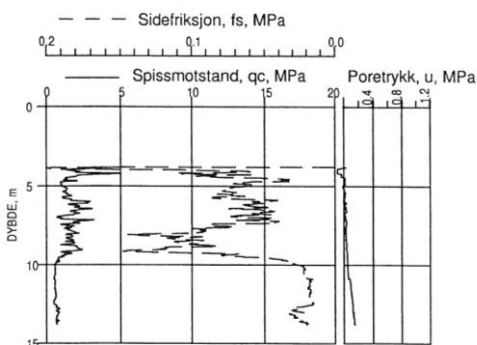 Sidefriksjon, fs, MPa
0,2 0,1 0,0
Spissmotstand, qc, MPa Poretrykk, u, MPa
0 5 10 15 20 0,4 0,8 1,2
0
5
10
15
DYBDE, m